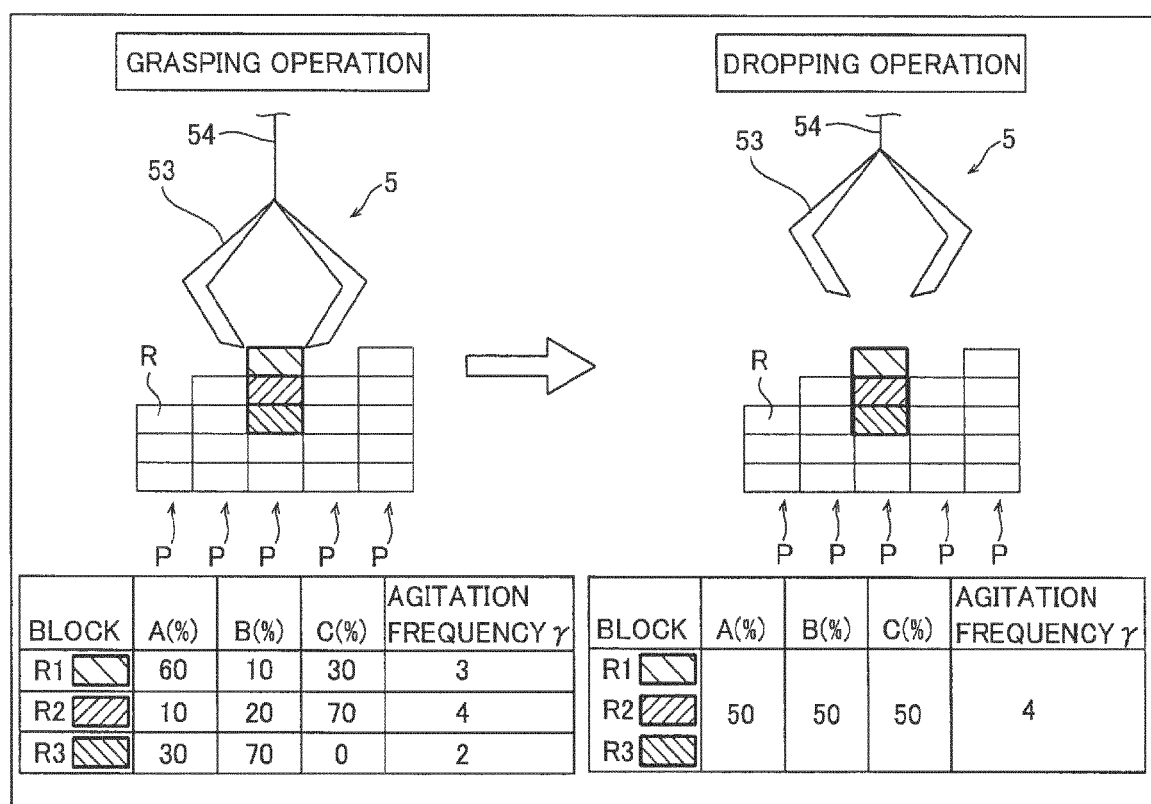 GRASPING OPERATION
DROPPING OPERATION
54
53
5
R
P P P P P
54
53
5
R
P P P P P
BLOCK A(%) B(%) C(%) AGITATION FREQUENCY γ
R1 60 10 30 3
R2 10 20 70 4
R3 30 70 0 2
BLOCK A(%) B(%) C(%) AGITATION FREQUENCY γ
R1
R2 50 50 50 4
R3